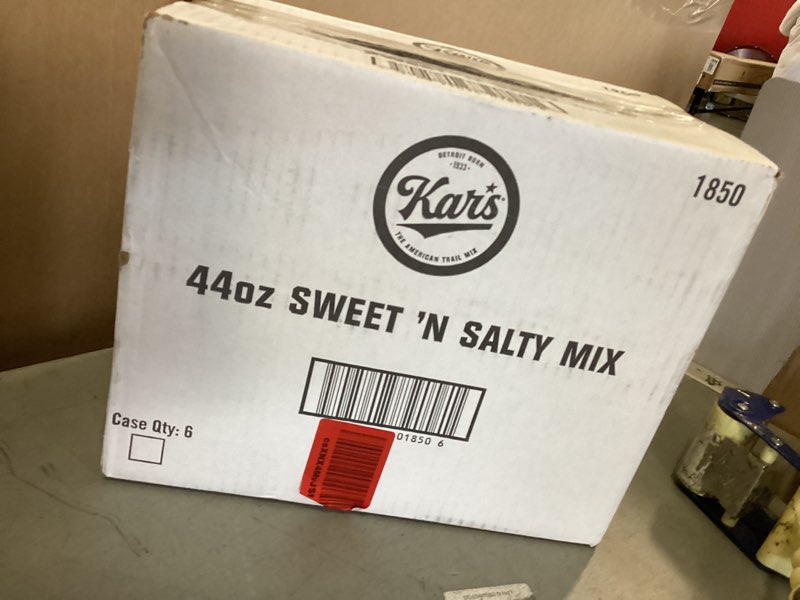 1850
DETROIT BORN
·1933·
Kar's
THE AMERICAN TRAIL MIX
44oz SWEET 'N SALTY MIX
01850 6
Case Qty: 6